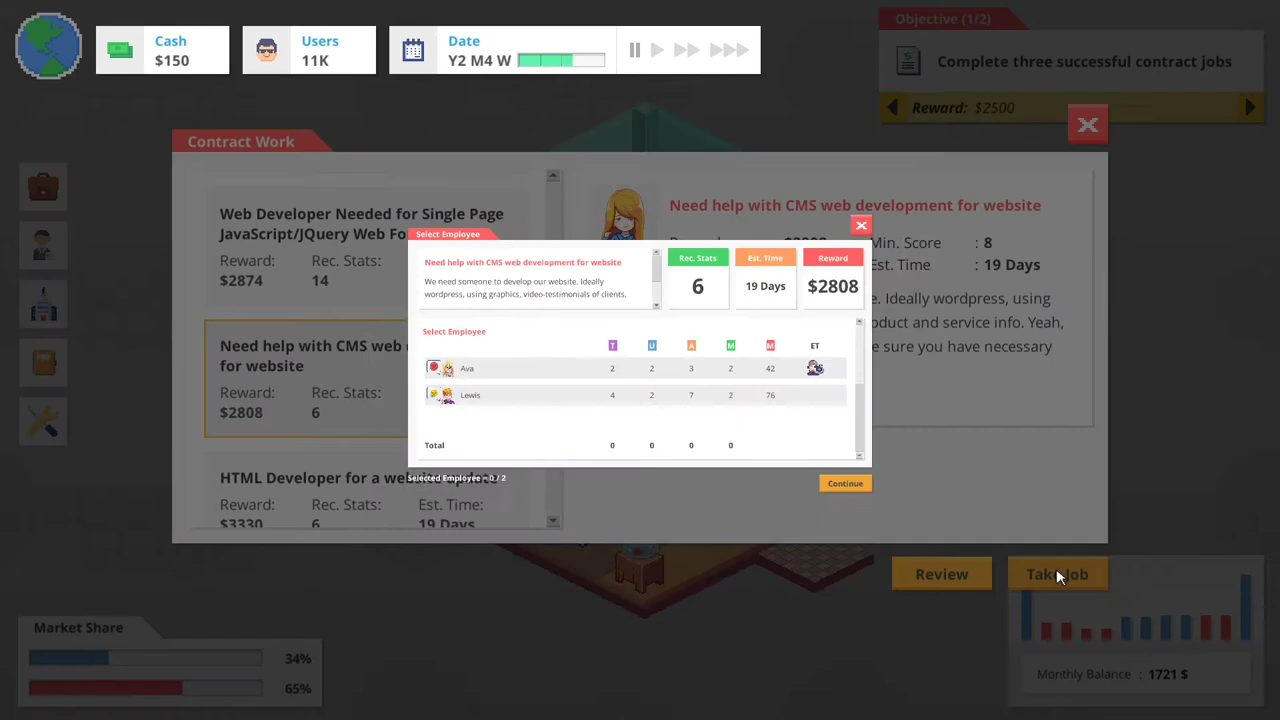 Cash
$150
Users
11K
Date
Y2 M4 W
Objective (1/2)
Complete three successful contract jobs
Reward: $2500
Contract Work
Web Developer Needed for Single Page
JavaScript/JQuery Web Fo
Reward:
$2874
Rec. Stats:
14
Need help with CMS web d
for website
Reward:
$2808
Rec. Stats:
6
HTML Developer for a website update
Reward:
$3330
Rec. Stats:
6
Est. Time:
19 Days
Need help with CMS web development for website
Min. Score : 8
Est. Time : 19 Days
s. Ideally wordpress, using
oduct and service info. Yeah,
e sure you have necessary
Select Employee
Need help with CMS web development for website
We need someone to develop our website. Ideally
wordpress, using graphics, video-testimonials of clients,
Rec. Stats
6
Est. Time
19 Days
Reward
$2808
Select Employee
T U A M M ET
Ava 2 2 3 2 42
Lewis 4 2 7 2 76
Total 0 0 0 0
Selected Employee : 0 / 2
Continue
Review
Take Job
Market Share
34%
65%
Monthly Balance : 1721 $